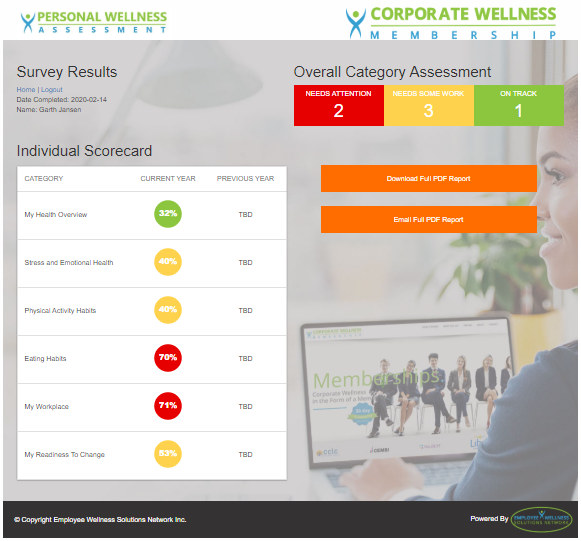 PERSONAL WELLNESS
ASSESSMENT
CORPORATE WELLNESS
MEMBERSHIP
Survey Results
Home | Logout
Date Completed: 2020-02-14
Name: Garth Jansen
Overall Category Assessment
NEEDS ATTENTION
2
NEEDS SOME WORK
3
ON TRACK
1
Individual Scorecard
CATEGORY CURRENT YEAR PREVIOUS YEAR
My Health Overview 32% TBD
Stress and Emotional Health 40% TBD
Physical Activity Habits 40% TBD
Eating Habits 70% TBD
My Workplace 71% TBD
My Readiness To Change 53% TBD
Download Full PDF Report
Email Full PDF Report
CORPORATE WELLNESS
Memberships
Corporate Wellness
in the Form of a
© Copyright Employee Wellness Solutions Network Inc.
Powered By
EMPLOYEE WELLNESS
SOLUTIONS NETWORK